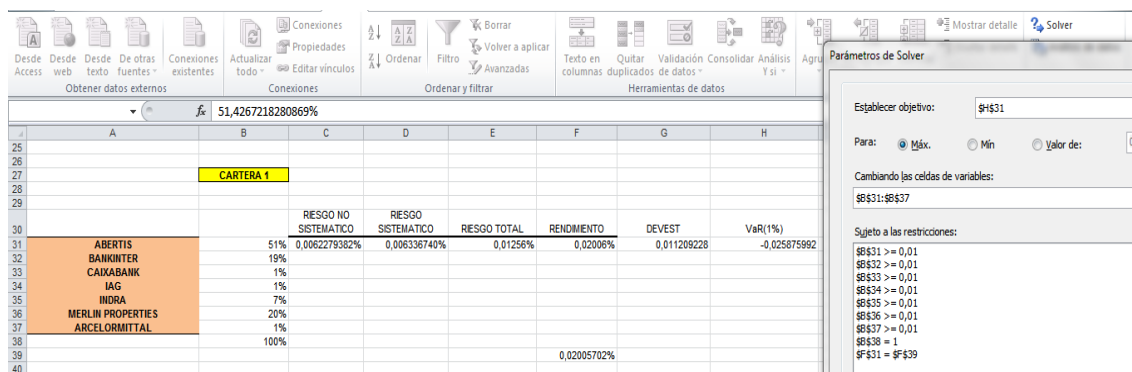 Desde Access
Desde web
Desde texto
De otras fuentes
Conexiones existentes
Obtener datos externos
Actualizar todo
Conexiones
Propiedades
Editar vínculos
Conexiones
Ordenar
Filtro
Borrar
Volver a aplicar
Avanzadas
Ordenar y filtrar
Texto en columnas
Quitar duplicados
Validación de datos
Consolidar
Análisis Y si
Herramientas de datos
Agru
Mostrar detalle
Solver
fx 51,4267218280869%
A B C D E F G H
25
26
27 CARTERA 1
28
29
30 RIESGO NO SISTEMATICO RIESGO SISTEMATICO RIESGO TOTAL RENDIMIENTO DEVEST VaR(1%)
31 ABERTIS 51% 0,0062279382% 0,006336740% 0,01256% 0,02006% 0,011209228 -0,025875992
32 BANKINTER 19%
33 CAIXABANK 1%
34 IAG 1%
35 INDRA 7%
36 MERLIN PROPERTIES 20%
37 ARCELORMITTAL 1%
38 100%
39 0,02005702%
40
Parámetros de Solver
Establecer objetivo: $H$31
Para: Máx. Mín Valor de:
Cambiando las celdas de variables:
$B$31:$B$37
Sujeto a las restricciones:
$B$31 >= 0,01
$B$32 >= 0,01
$B$33 >= 0,01
$B$34 >= 0,01
$B$35 >= 0,01
$B$36 >= 0,01
$B$37 >= 0,01
$B$38 = 1
$F$31 = $F$39